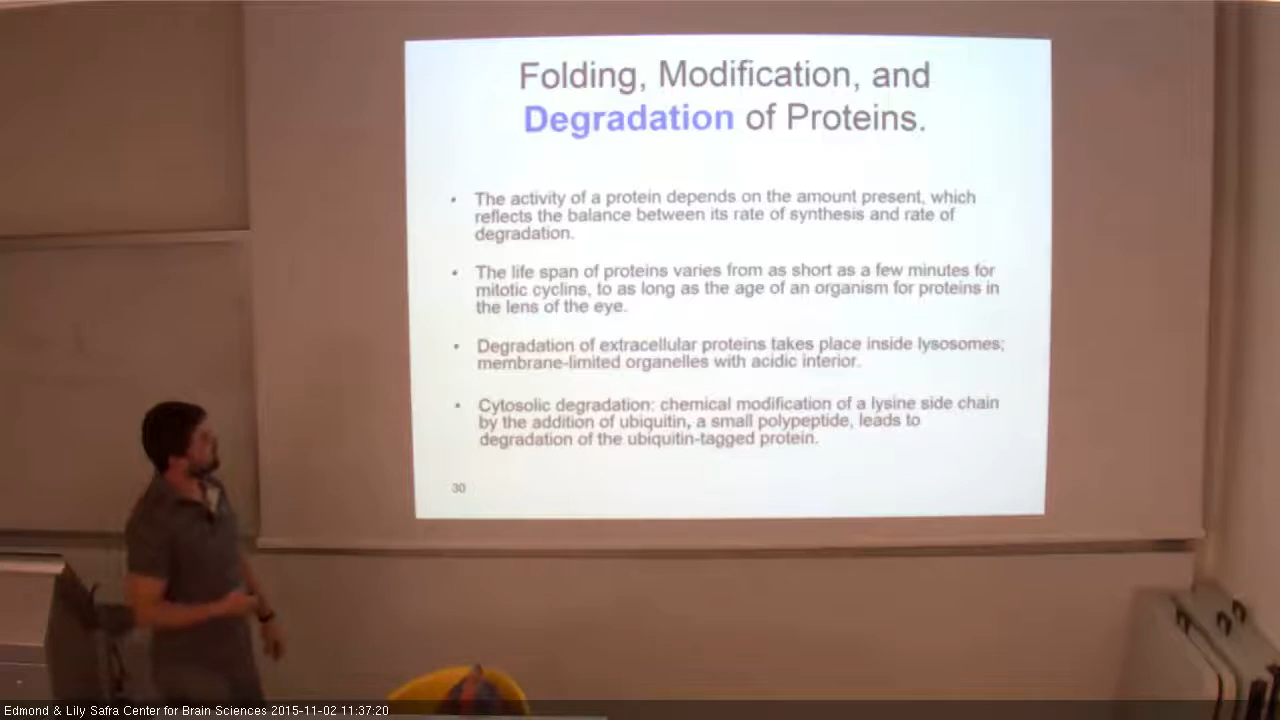 Folding, Modification, and
Degradation of Proteins.
• The activity of a protein depends on the amount present, which
reflects the balance between its rate of synthesis and rate of
degradation.
• The life span of proteins varies from as short as a few minutes for
mitotic cyclins, to as long as the age of an organism for proteins in
the lens of the eye.
• Degradation of extracellular proteins takes place inside lysosomes;
membrane-limited organelles with acidic interior.
• Cytosolic degradation: chemical modification of a lysine side chain
by the addition of ubiquitin, a small polypeptide, leads to
degradation of the ubiquitin-tagged protein.
30
Edmond & Lily Safra Center for Brain Sciences 2015-11-02 11:37:20